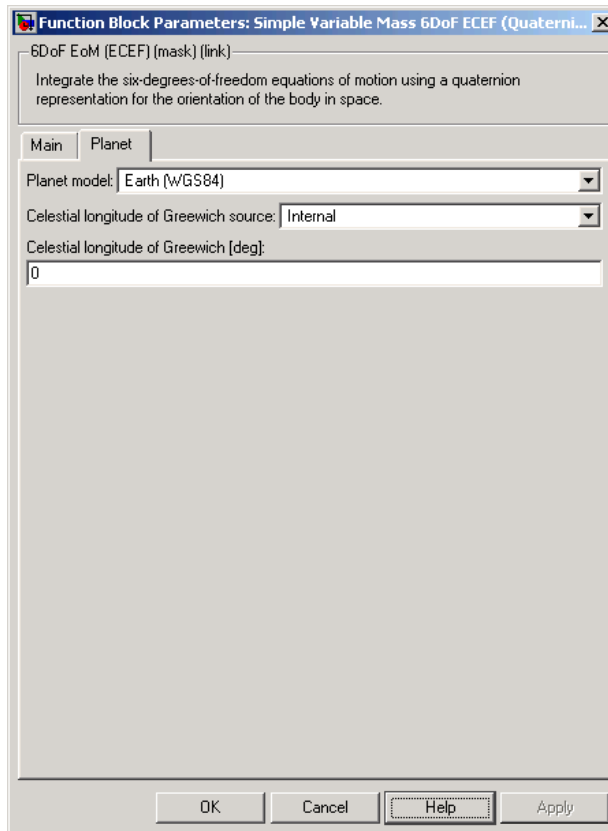 Function Block Parameters: Simple Variable Mass 6DoF ECEF (Quaterni...
6DoF EoM (ECEF) (mask) (link)
Integrate the six-degrees-of-freedom equations of motion using a quaternion
representation for the orientation of the body in space.
Main Planet
Planet model: Earth (WGS84)
Celestial longitude of Greewich source: Internal
Celestial longitude of Greewich [deg]:
0
OK Cancel Help Apply